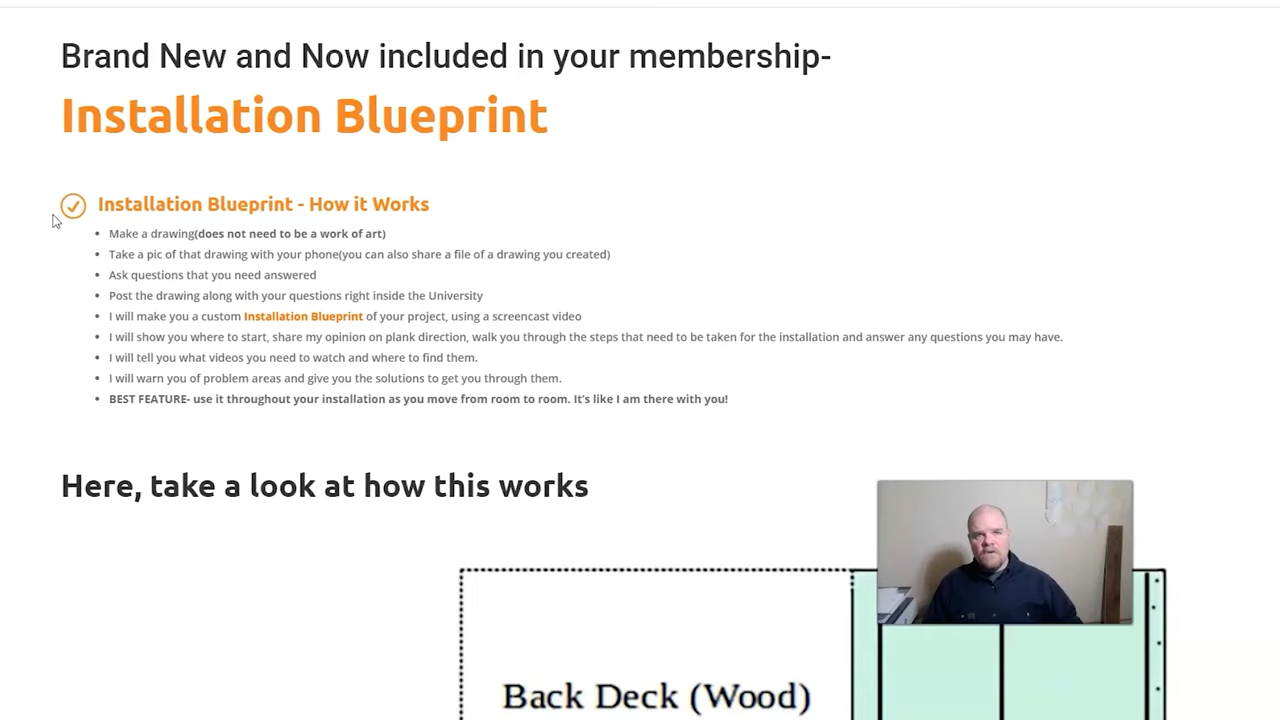 Brand New and Now included in your membership-
Installation Blueprint
Installation Blueprint - How it Works
Make a drawing(does not need to be a work of art)
Take a pic of that drawing with your phone(you can also share a file of a drawing you created)
Ask questions that you need answered
Post the drawing along with your questions right inside the University
I will make you a custom Installation Blueprint of your project, using a screencast video
I will show you where to start, share my opinion on plank direction, walk you through the steps that need to be taken for the installation and answer any questions you may have.
I will tell you what videos you need to watch and where to find them.
I will warn you of problem areas and give you the solutions to get you through them.
BEST FEATURE- use it throughout your installation as you move from room to room. It’s like I am there with you!
Here, take a look at how this works
Back Deck (Wood)